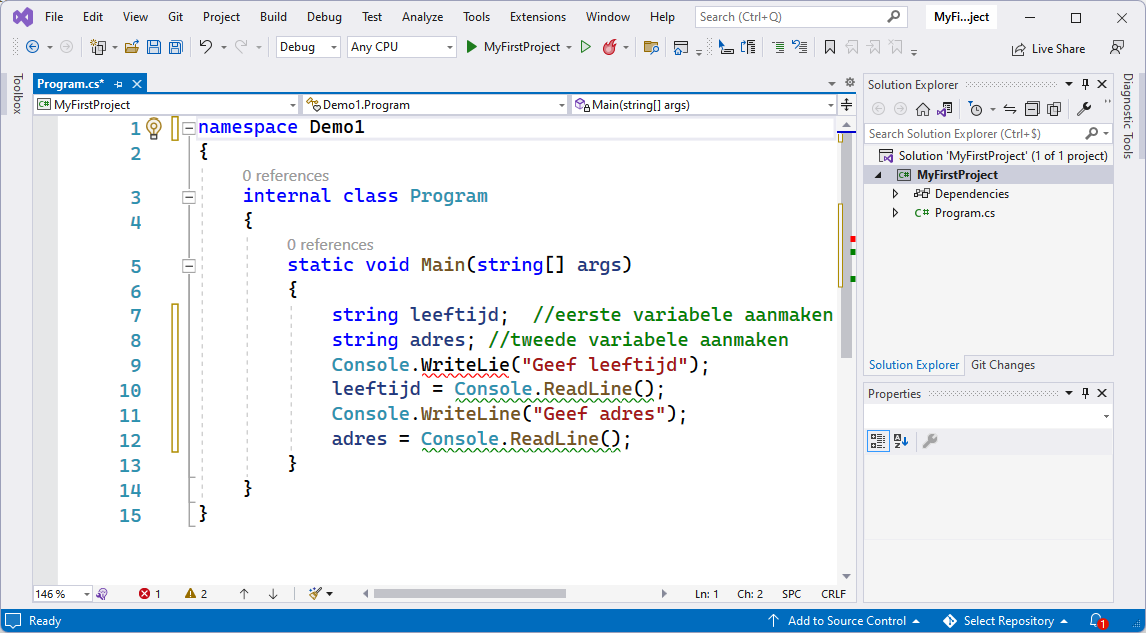 File Edit View Git Project Build Debug Test Analyze Tools Extensions Window Help Search (Ctrl+Q) MyFi...ject
Debug Any CPU MyFirstProject Live Share
Toolbox
Program.cs*
MyFirstProject Demo1.Program Main(string[] args)
1 namespace Demo1
2 {
0 references
3 internal class Program
4 {
0 references
5 static void Main(string[] args)
6 {
7 string leeftijd; //eerste variabele aanmaken
8 string adres; //tweede variabele aanmaken
9 Console.WriteLie("Geef leeftijd");
10 leeftijd = Console.ReadLine();
11 Console.WriteLine("Geef adres");
12 adres = Console.ReadLine();
13 }
14 }
15 }
146 % 1 2 Ln: 1 Ch: 2 SPC CRLF
Solution Explorer
Search Solution Explorer (Ctrl+$)
Solution 'MyFirstProject' (1 of 1 project)
C# MyFirstProject
Dependencies
C# Program.cs
Solution Explorer Git Changes
Properties
Diagnostic Tools
Ready Add to Source Control Select Repository 1